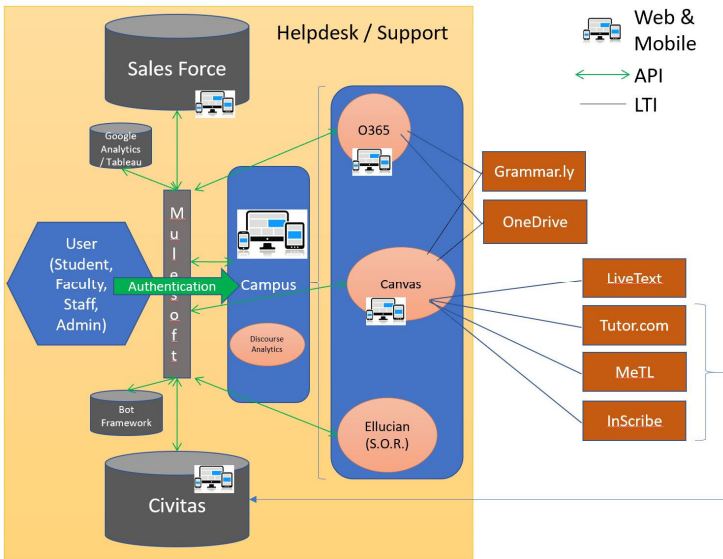 Helpdesk / Support
Web &
Mobile
API
LTI
Sales Force
Google
Analytics
/ Tableau
O365
Grammar.ly
OneDrive
Mulesoft
User
(Student,
Faculty,
Staff,
Admin)
Authentication
Campus
Canvas
Discourse
Analytics
LiveText
Tutor.com
MeTL
InScribe
Bot
Framework
Ellucian
(S.O.R.)
Civitas